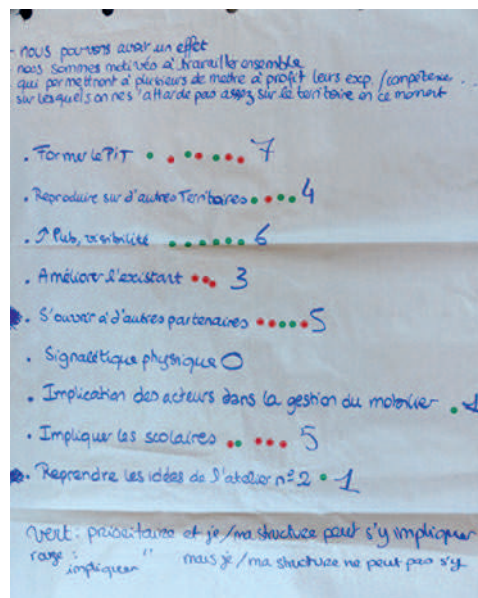 - nous pouvons avoir un effet
- nous sommes motivés à travailler ensemble
qui permettront à plusieurs de mettre à profit leurs exp. / compétence . . .
sur lesquels on ne s'attarde pas assez sur le territoire en ce moment
. Former le PiT 7
. Reproduire sur d'autres Territoires 4
. ↗ Pub, visibilité 6
. Améliorer l'existant 3
. S'ouvrir à d'autres partenaires 5
. Signalétique physique 0
. Implication des acteurs dans la gestion du mobilier 1
. Impliquer les scolaires 5
. Reprendre les idées de l'atelier n°2 1
Vert : prioritaire et je / ma structure peut s'y impliquer
rouge : " mais je / ma structure ne peut pas s'y
impliquer